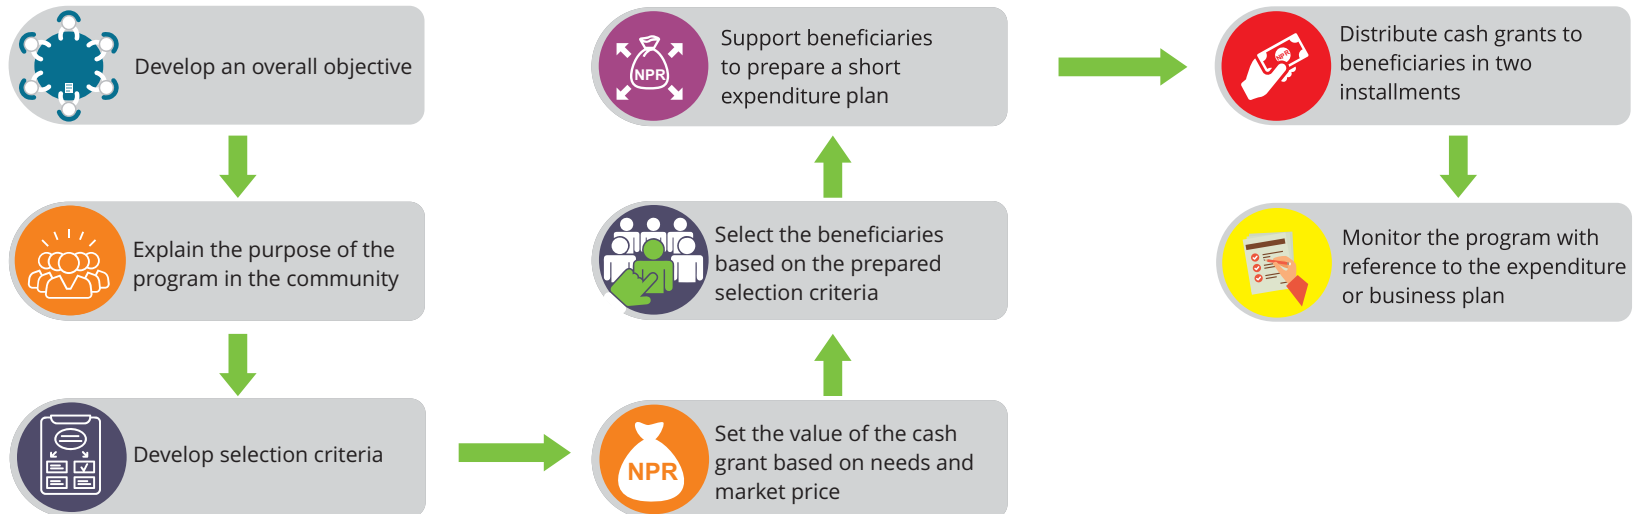 Develop an overall objective
Explain the purpose of the
program in the community
Develop selection criteria
NPR
Set the value of the cash
grant based on needs and
market price
Select the beneficiaries
based on the prepared
selection criteria
NPR
Support beneficiaries
to prepare a short
expenditure plan
NPR
Distribute cash grants to
beneficiaries in two
installments
Monitor the program with
reference to the expenditure
or business plan